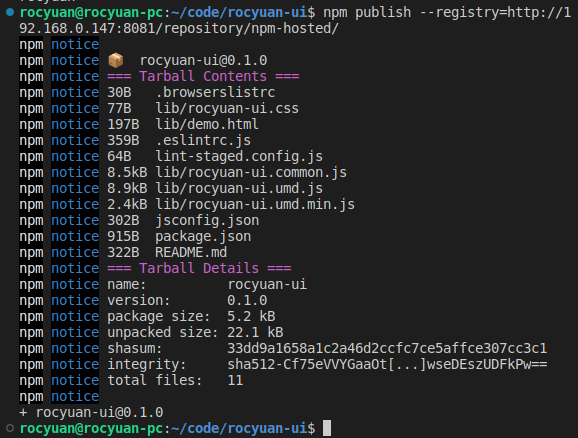 rocyuan@rocyuan-pc:~/code/rocyuan-ui$ npm publish --registry=http://1
92.168.0.147:8081/repository/npm-hosted/
npm notice
npm notice 📦  rocyuan-ui@0.1.0
npm notice === Tarball Contents ===
npm notice 30B   .browserslistrc
npm notice 77B   lib/rocyuan-ui.css
npm notice 197B  lib/demo.html
npm notice 359B  .eslintrc.js
npm notice 64B   lint-staged.config.js
npm notice 8.5kB lib/rocyuan-ui.common.js
npm notice 8.9kB lib/rocyuan-ui.umd.js
npm notice 2.4kB lib/rocyuan-ui.umd.min.js
npm notice 302B  jsconfig.json
npm notice 915B  package.json
npm notice 322B  README.md
npm notice === Tarball Details ===
npm notice name:          rocyuan-ui
npm notice version:       0.1.0
npm notice package size:  5.2 kB
npm notice unpacked size: 22.1 kB
npm notice shasum:        33dd9a1658a1c2a46d2ccfc7ce5affce307cc3c1
npm notice integrity:     sha512-Cf75eVVYGaaOt[...]wseDEszUDFkPw==
npm notice total files:   11
npm notice
+ rocyuan-ui@0.1.0
rocyuan@rocyuan-pc:~/code/rocyuan-ui$